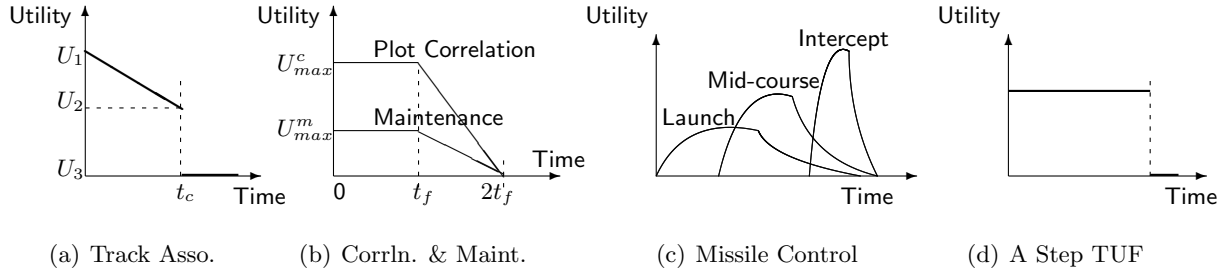 Utility
U1
U2
U3
tc
Time
(a) Track Asso.
Utility
Plot Correlation
U^c_max
Maintenance
U^m_max
Time
0
tf
2tf
(b) Corrln. & Maint.
Utility
Intercept
Mid-course
Launch
Time
(c) Missile Control
Utility
Time
(d) A Step TUF